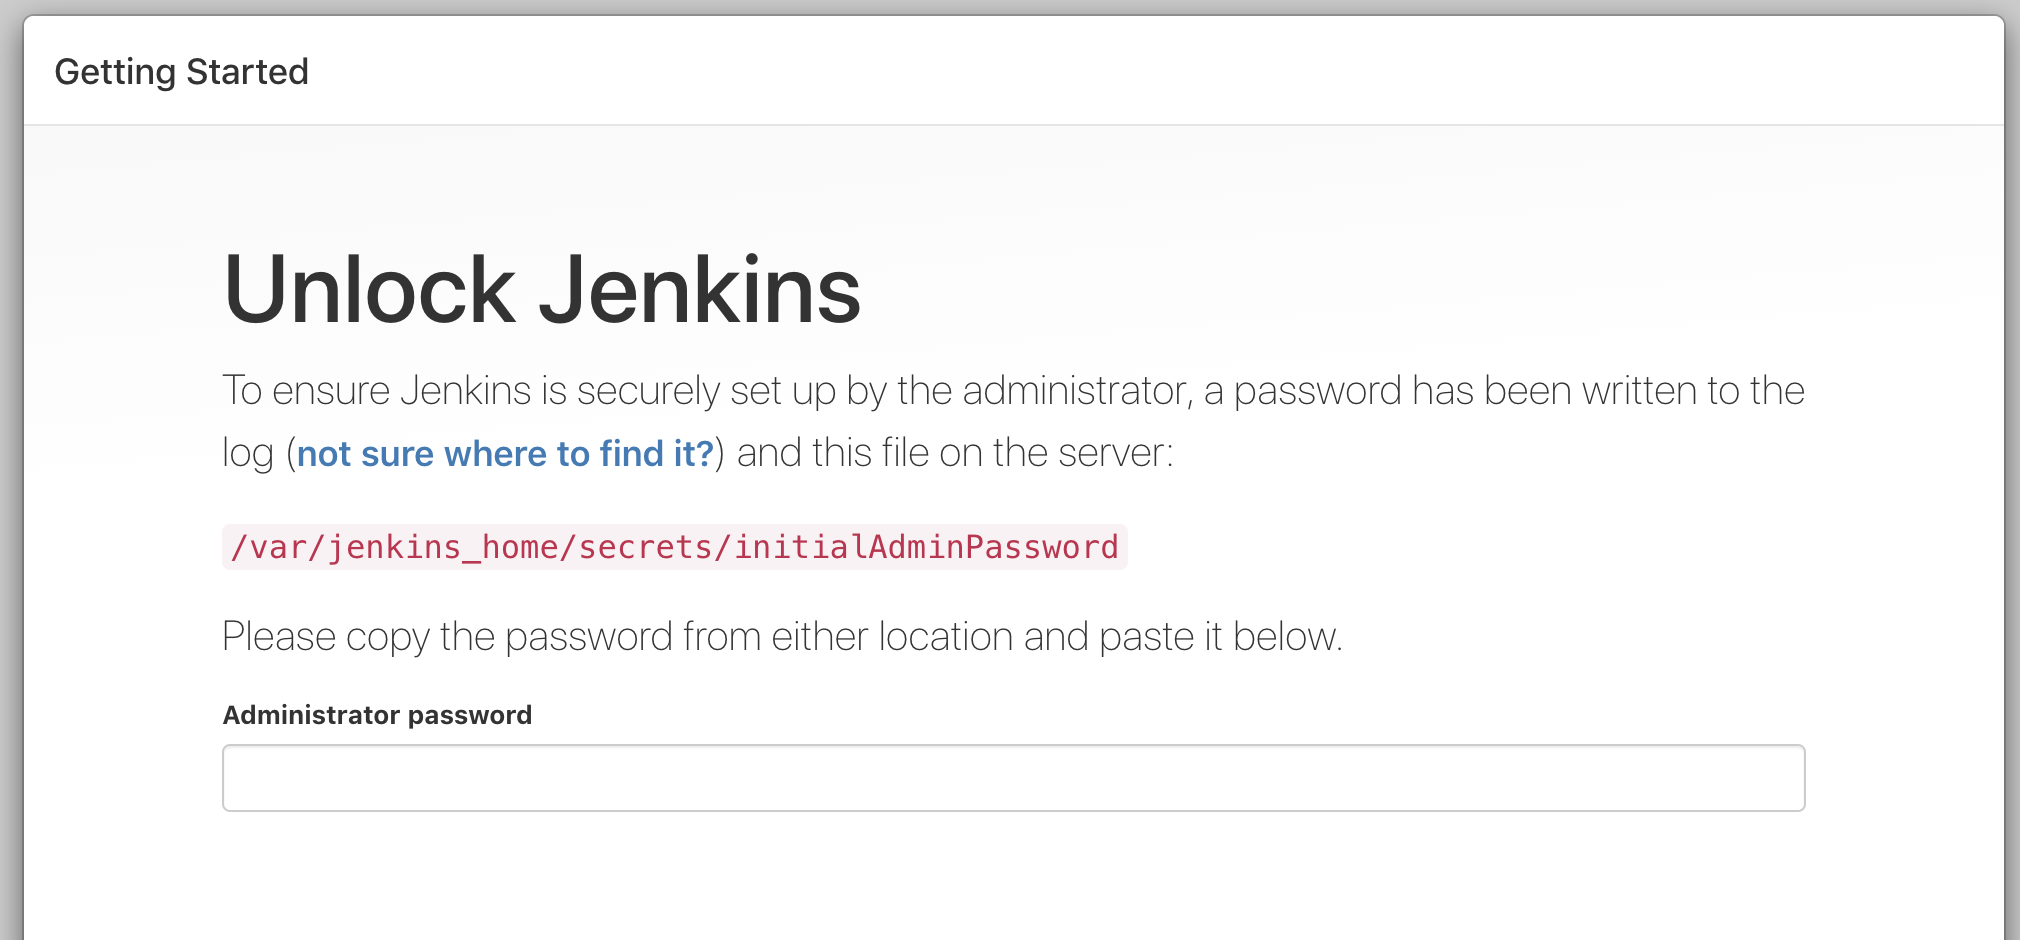 Getting Started
Unlock Jenkins
To ensure Jenkins is securely set up by the administrator, a password has been written to the
log (not sure where to find it?) and this file on the server:
/var/jenkins_home/secrets/initialAdminPassword
Please copy the password from either location and paste it below.
Administrator password